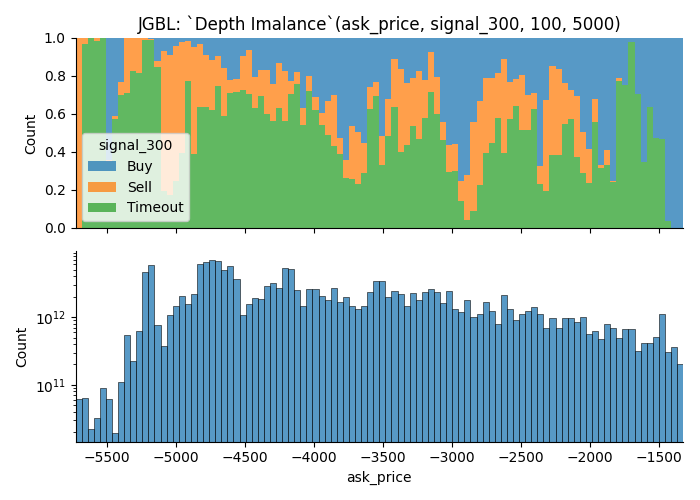 JGBL: `Depth Imalance`(ask_price, signal_300, 100, 5000)
1.0
0.8
0.6
0.4
0.2
0.0
Count
signal_300
Buy
Sell
Timeout
10¹²
10¹¹
Count
−5500 −5000 −4500 −4000 −3500 −3000 −2500 −2000 −1500
ask_price